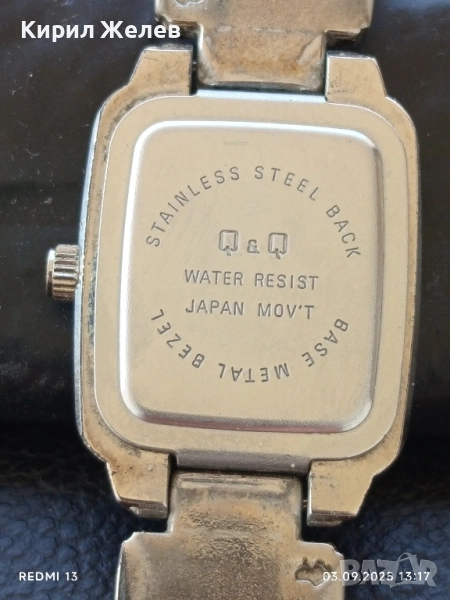 Кирил Желев
STAINLESS STEEL BACK
Q&Q
WATER RESIST
JAPAN MOV'T
BASE METAL BEZEL
REDMI 13
03.09.2025 13:17
BAZAR